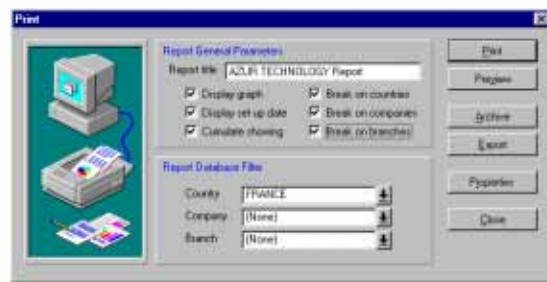 Print
Report General Parameters
Report title AZUR TECHNOLOGY Report
Display graph Break on countries
Display set up date Break on companies
Cumulate showing Break on branches
Report Database Filter
Country FRANCE
Company (None)
Branch (None)
Print
Preview
Archive
Export
Properties
Close